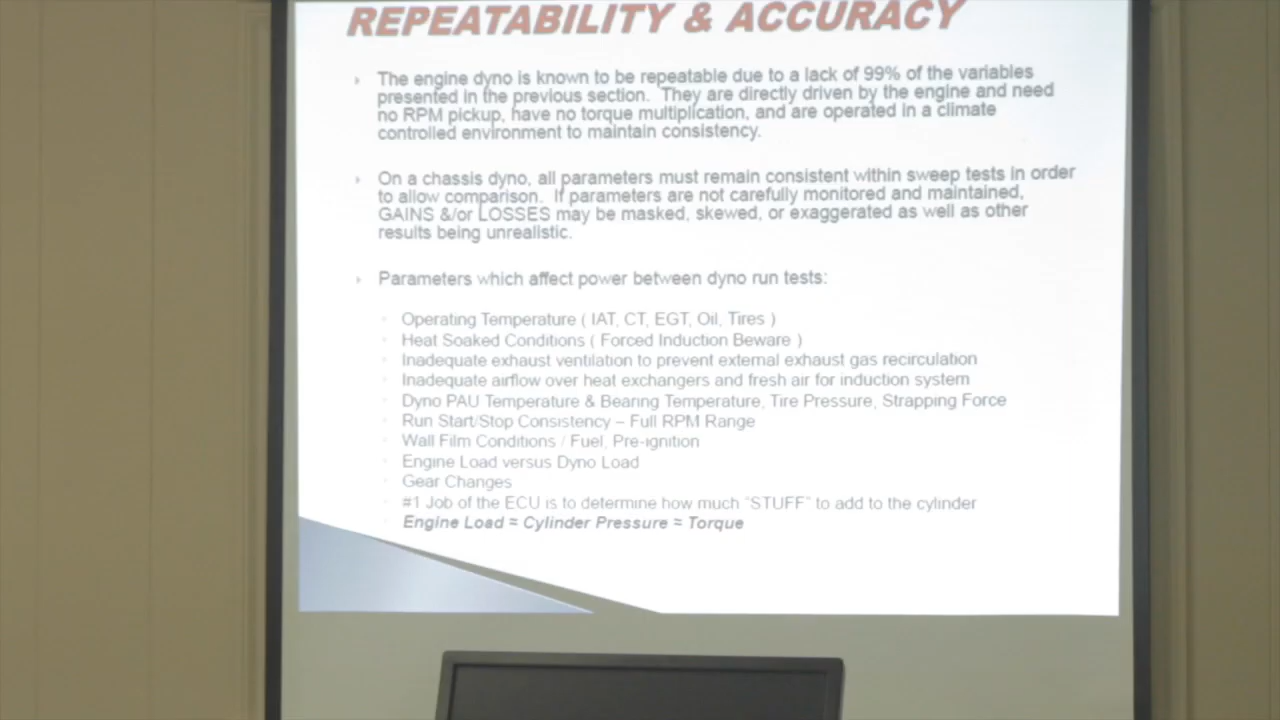 REPEATABILITY & ACCURACY
The engine dyno is known to be repeatable due to a lack of 99% of the variables
presented in the previous section. They are directly driven by the engine and need
no RPM pickup, have no torque multiplication, and are operated in a climate
controlled environment to maintain consistency.
On a chassis dyno, all parameters must remain consistent within sweep tests in order
to allow comparison. If parameters are not carefully monitored and maintained,
GAINS &/or LOSSES may be masked, skewed, or exaggerated as well as other
results being unrealistic.
Parameters which affect power between dyno run tests:
Operating Temperature ( IAT, CT, EGT, Oil, Tires )
Heat Soaked Conditions ( Forced Induction Beware )
Inadequate exhaust ventilation to prevent external exhaust gas recirculation
Inadequate airflow over heat exchangers and fresh air for induction system
Dyno PAU Temperature & Bearing Temperature, Tire Pressure, Strapping Force
Run Start/Stop Consistency – Full RPM Range
Wall Film Conditions / Fuel, Pre-ignition
Engine Load versus Dyno Load
Gear Changes
#1 Job of the ECU is to determine how much "STUFF" to add to the cylinder
Engine Load ≈ Cylinder Pressure ≈ Torque